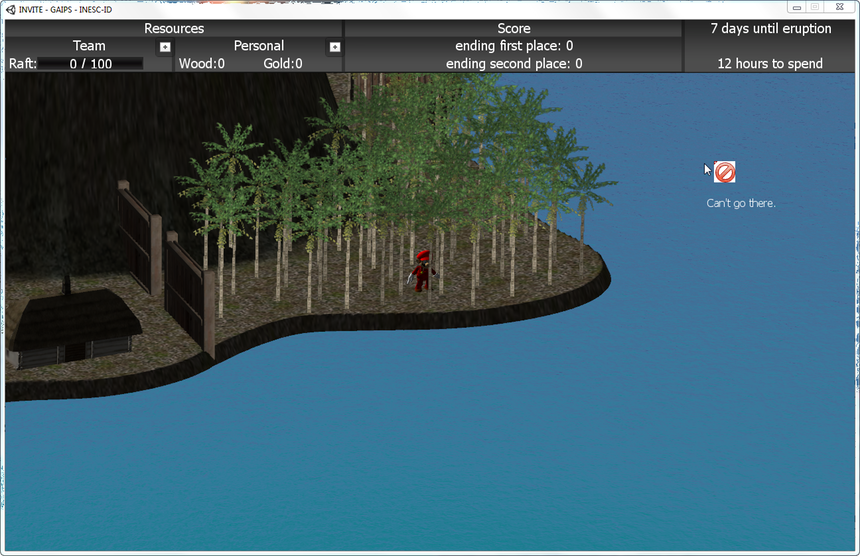 INVITE - GAIPS - INESC-ID
Resources
Score
7 days until eruption
Team
Personal
ending first place: 0
Raft: 0 / 100
Wood:0
Gold:0
ending second place: 0
12 hours to spend
Can't go there.